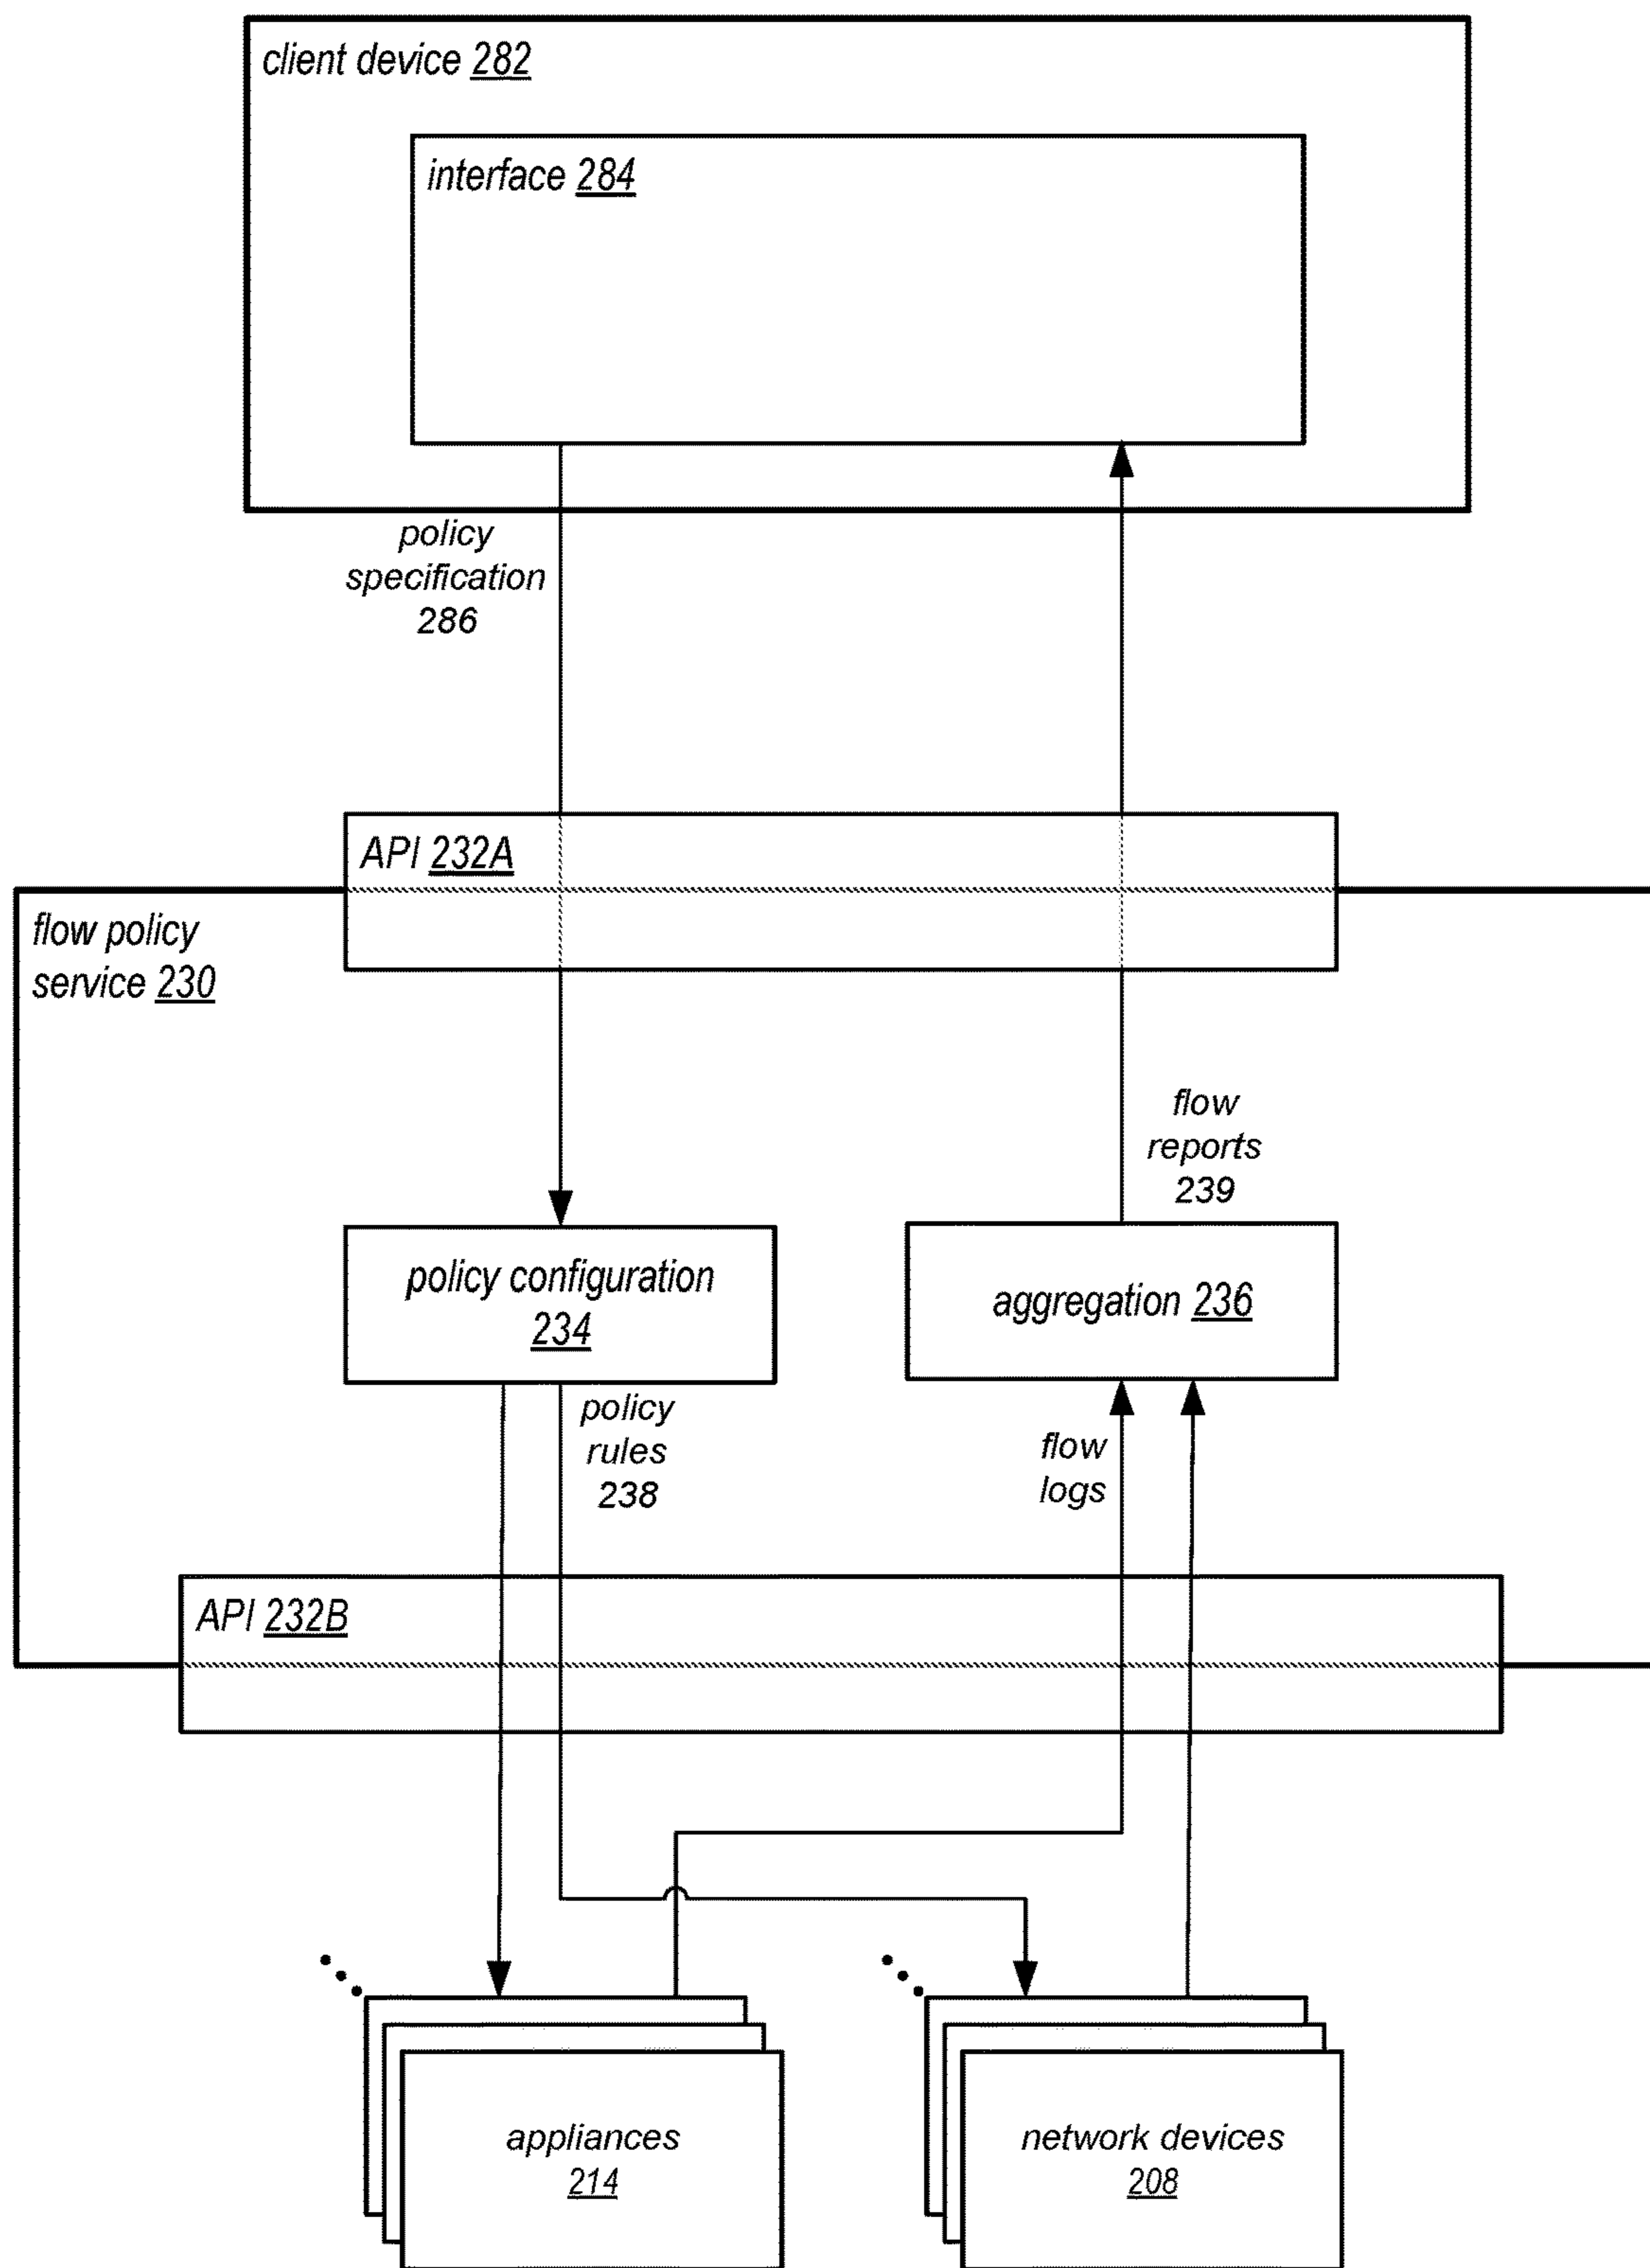 client device 282
interface 284
policy
specification
286
API 232A
flow policy
service 230
flow
reports
239
policy configuration
234
aggregation 236
policy
rules
238
flow
logs
API 232B
appliances
214
network devices
208